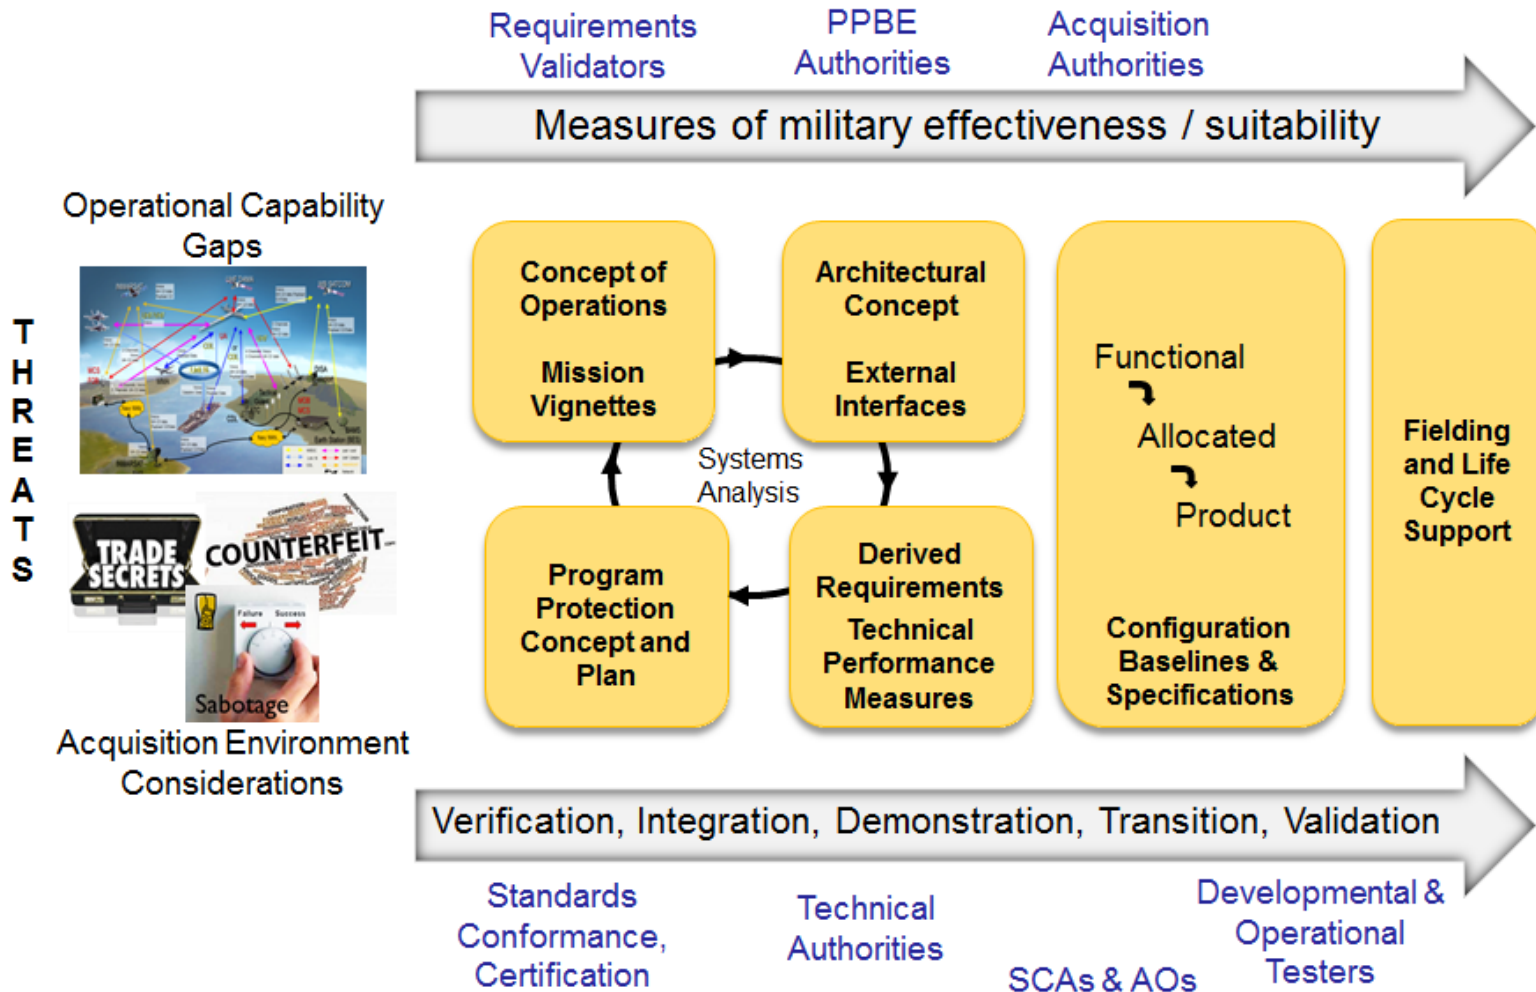 Requirements
Validators
PPBE
Authorities
Acquisition
Authorities
Measures of military effectiveness / suitability
THREATS
Operational Capability
Gaps
TRADE
SECRETS
COUNTERFEIT
Failure Success
Sabotage
Acquisition Environment
Considerations
Concept of
Operations
Mission
Vignettes
Architectural
Concept
External
Interfaces
Systems
Analysis
Program
Protection
Concept and
Plan
Derived
Requirements
Technical
Performance
Measures
Functional
Allocated
Product
Configuration
Baselines &
Specifications
Fielding
and Life
Cycle
Support
Verification, Integration, Demonstration, Transition, Validation
Standards
Conformance,
Certification
Technical
Authorities
SCAs & AOs
Developmental &
Operational
Testers